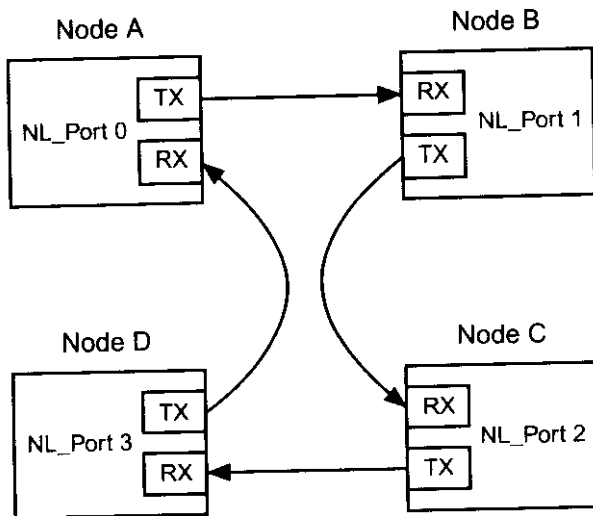 Node A
Node B
TX
RX
NL_Port 0
NL_Port 1
RX
TX
Node D
Node C
TX
RX
NL_Port 3
NL_Port 2
RX
TX